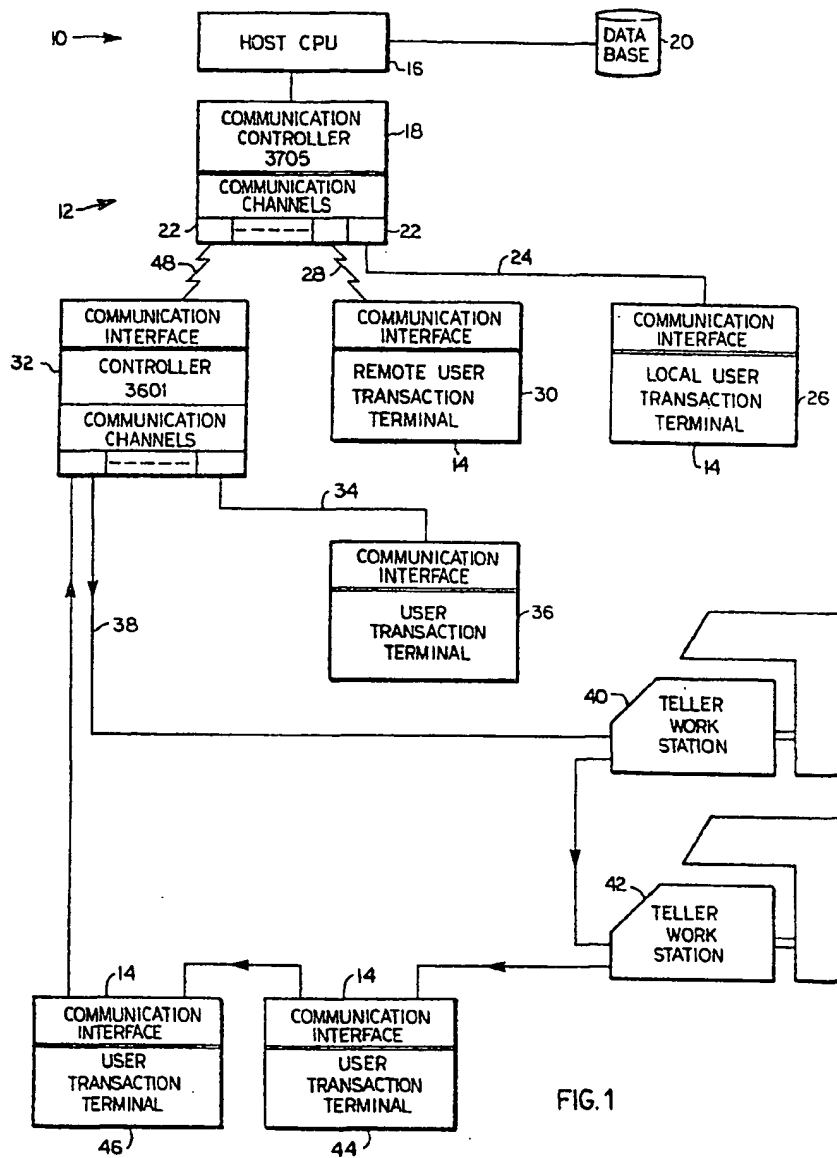 10
HOST CPU
16
DATA
BASE
20
COMMUNICATION
CONTROLLER
3705
18
COMMUNICATION
CHANNELS
12
22
22
48
28
24
COMMUNICATION
INTERFACE
32
CONTROLLER
3601
COMMUNICATION
CHANNELS
COMMUNICATION
INTERFACE
REMOTE USER
TRANSACTION
TERMINAL
30
14
COMMUNICATION
INTERFACE
LOCAL USER
TRANSACTION
TERMINAL
26
14
34
COMMUNICATION
INTERFACE
USER
TRANSACTION
TERMINAL
36
38
40
TELLER
WORK
STATION
42
TELLER
WORK
STATION
14
COMMUNICATION
INTERFACE
USER
TRANSACTION
TERMINAL
46
14
COMMUNICATION
INTERFACE
USER
TRANSACTION
TERMINAL
44
FIG.1